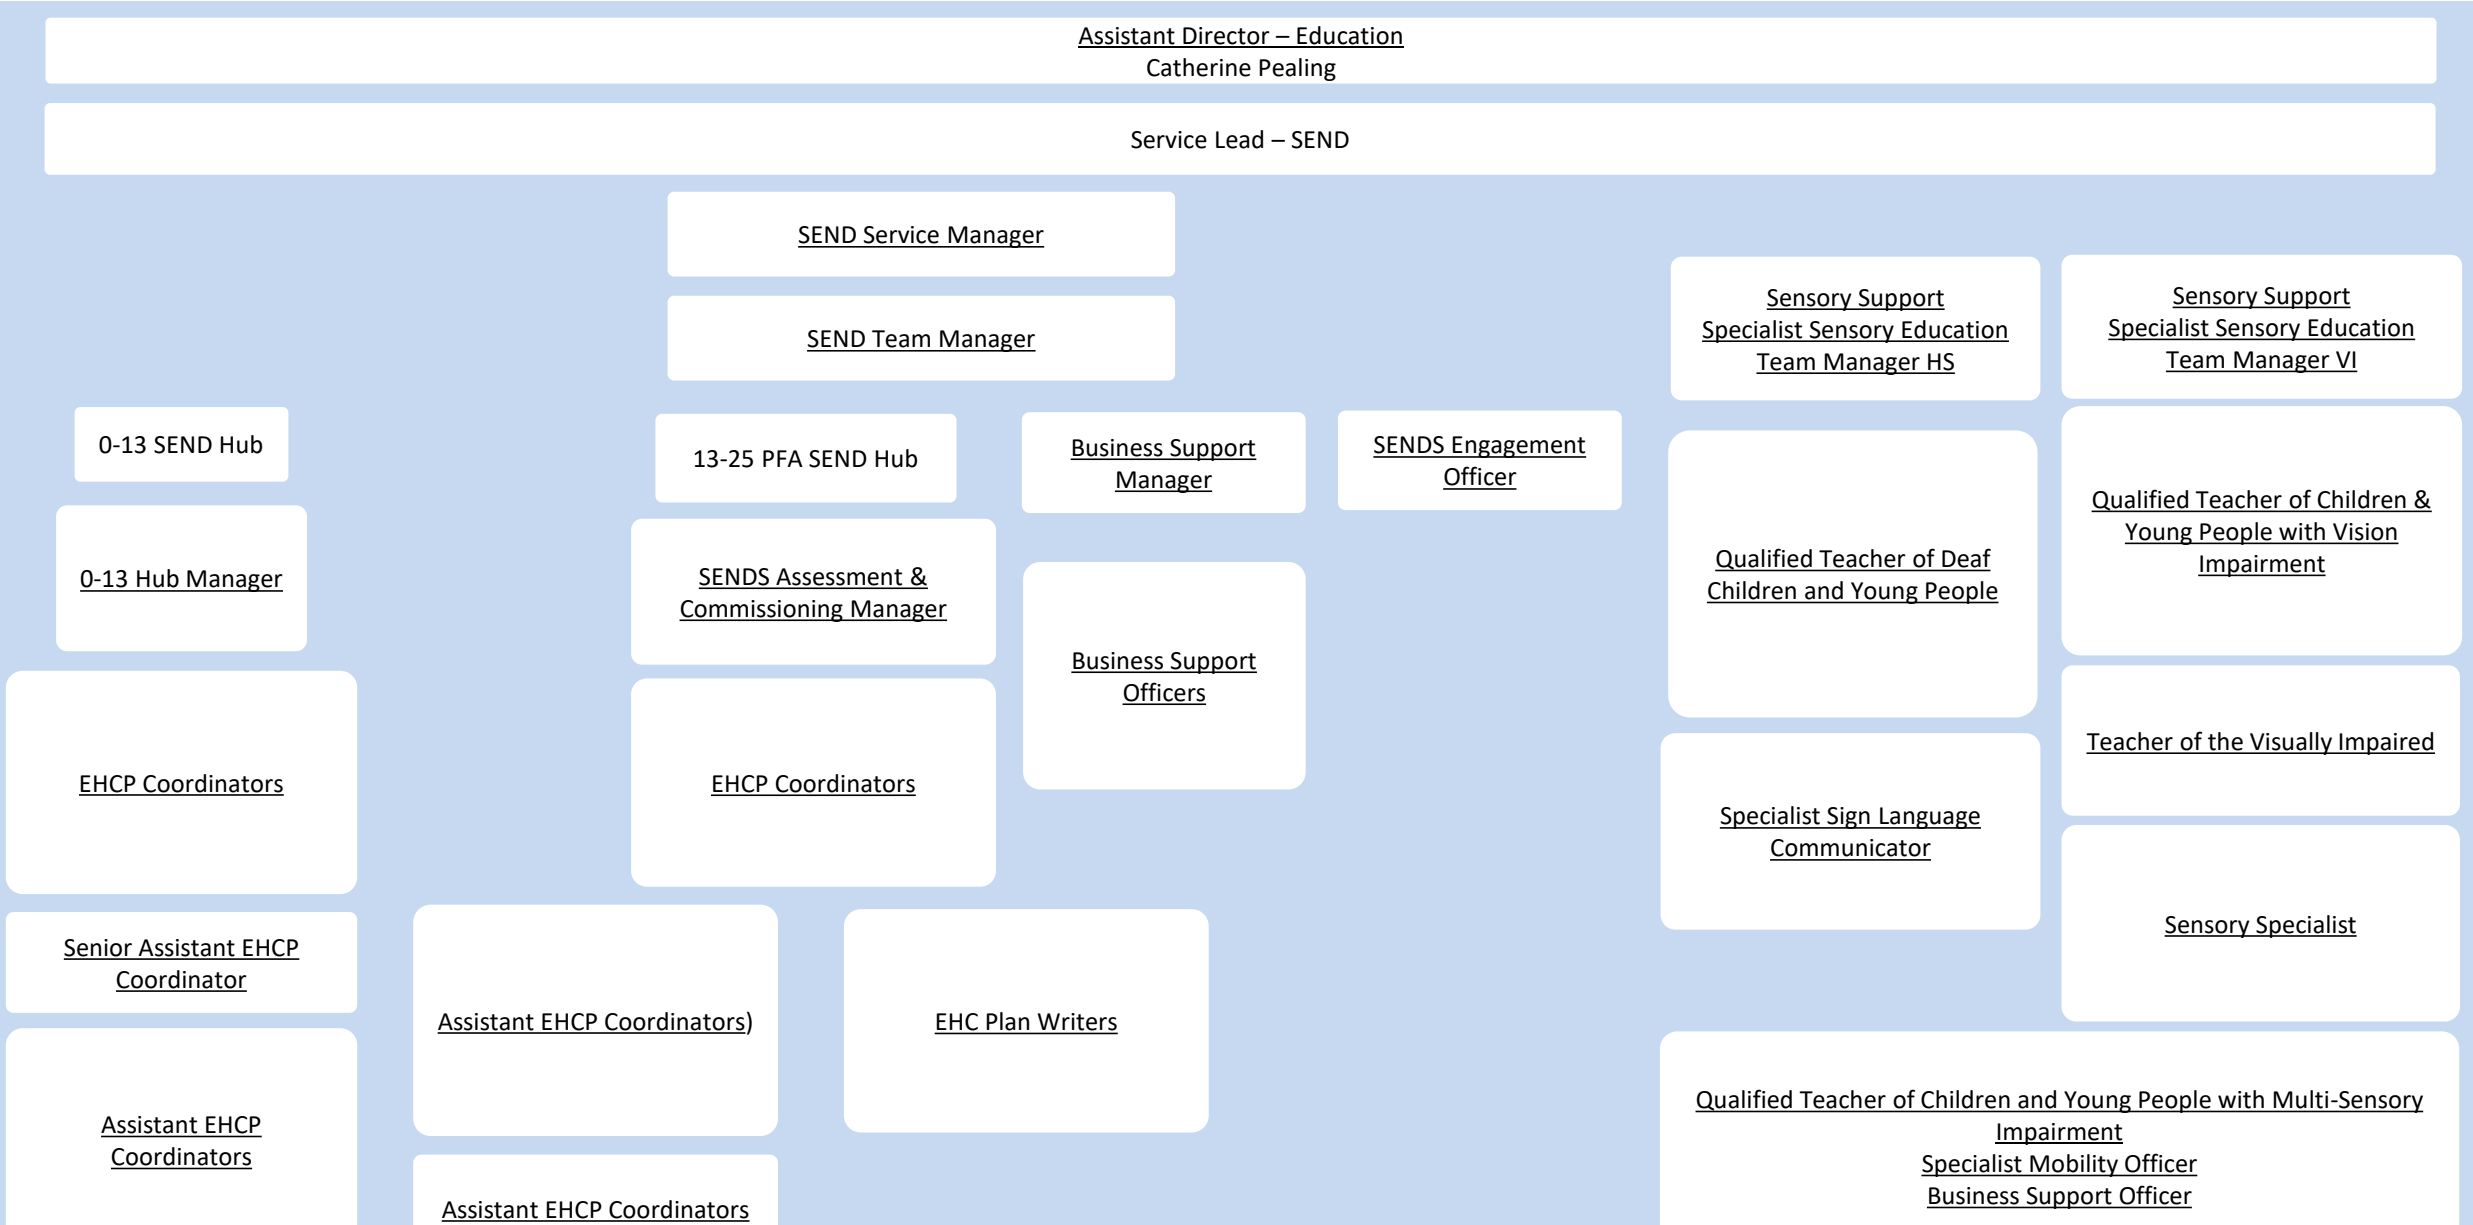 Assistant Director – Education
Catherine Pealing
Service Lead – SEND
SEND Service Manager
SEND Team Manager
0-13 SEND Hub
0-13 Hub Manager
EHCP Coordinators
Senior Assistant EHCP
Coordinator
Assistant EHCP
Coordinators
13-25 PFA SEND Hub
SENDS Assessment &
Commissioning Manager
EHCP Coordinators
Assistant EHCP Coordinators)
Assistant EHCP Coordinators
EHC Plan Writers
Business Support
Manager
Business Support
Officers
SENDS Engagement
Officer
Sensory Support
Specialist Sensory Education
Team Manager HS
Qualified Teacher of Deaf
Children and Young People
Specialist Sign Language
Communicator
Sensory Support
Specialist Sensory Education
Team Manager VI
Qualified Teacher of Children &
Young People with Vision
Impairment
Teacher of the Visually Impaired
Sensory Specialist
Qualified Teacher of Children and Young People with Multi-Sensory
Impairment
Specialist Mobility Officer
Business Support Officer